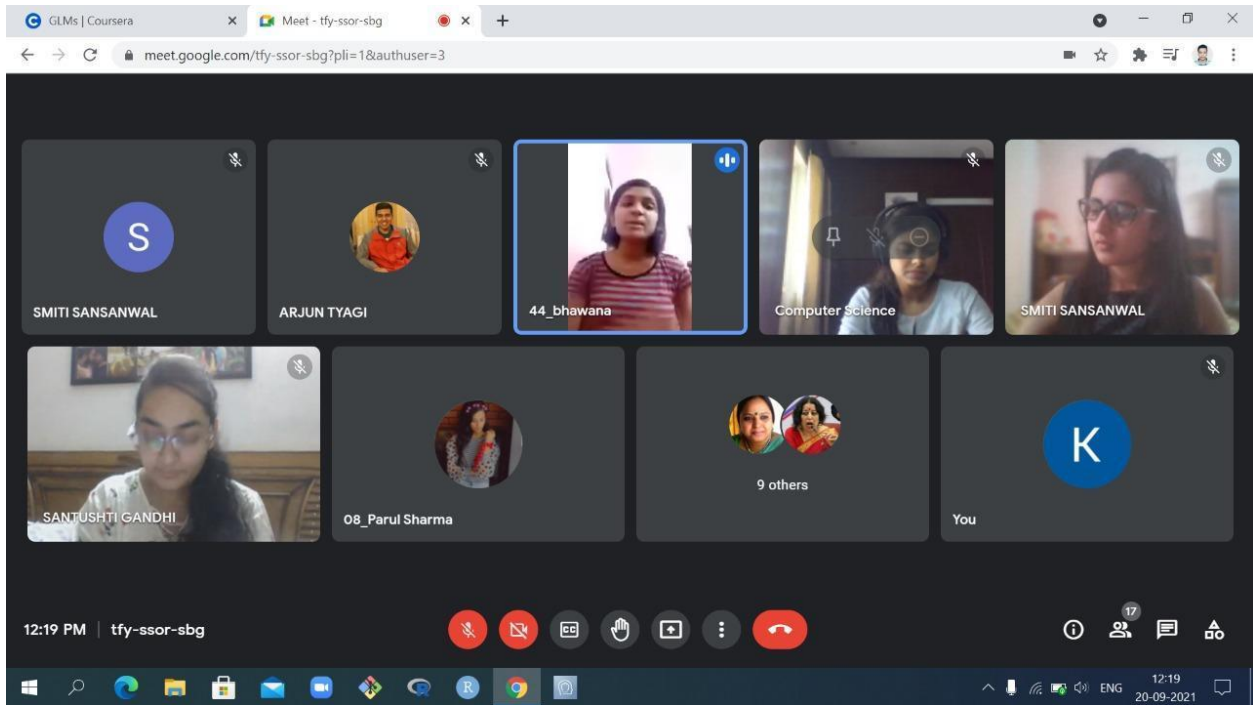 GLMs | Coursera
Meet - tfy-ssor-sbg
meet.google.com/tfy-ssor-sbg?pli=1&authuser=3
S
SMITI SANSANWAL
ARJUN TYAGI
44_bhawana
Computer Science
SMITI SANSANWAL
SANTUSHTI GANDHI
08_Parul Sharma
9 others
K
You
12:19 PM | tfy-ssor-sbg
CC
17
R
ENG
12:19
20-09-2021